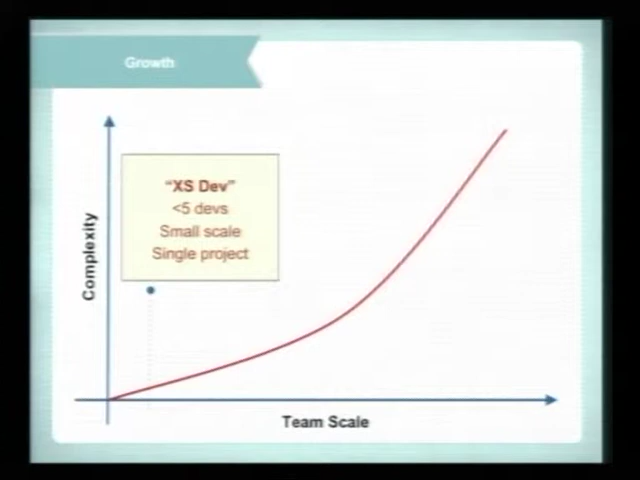 Growth
"XS Dev"
<5 devs
Small scale
Single project
Complexity
Team Scale